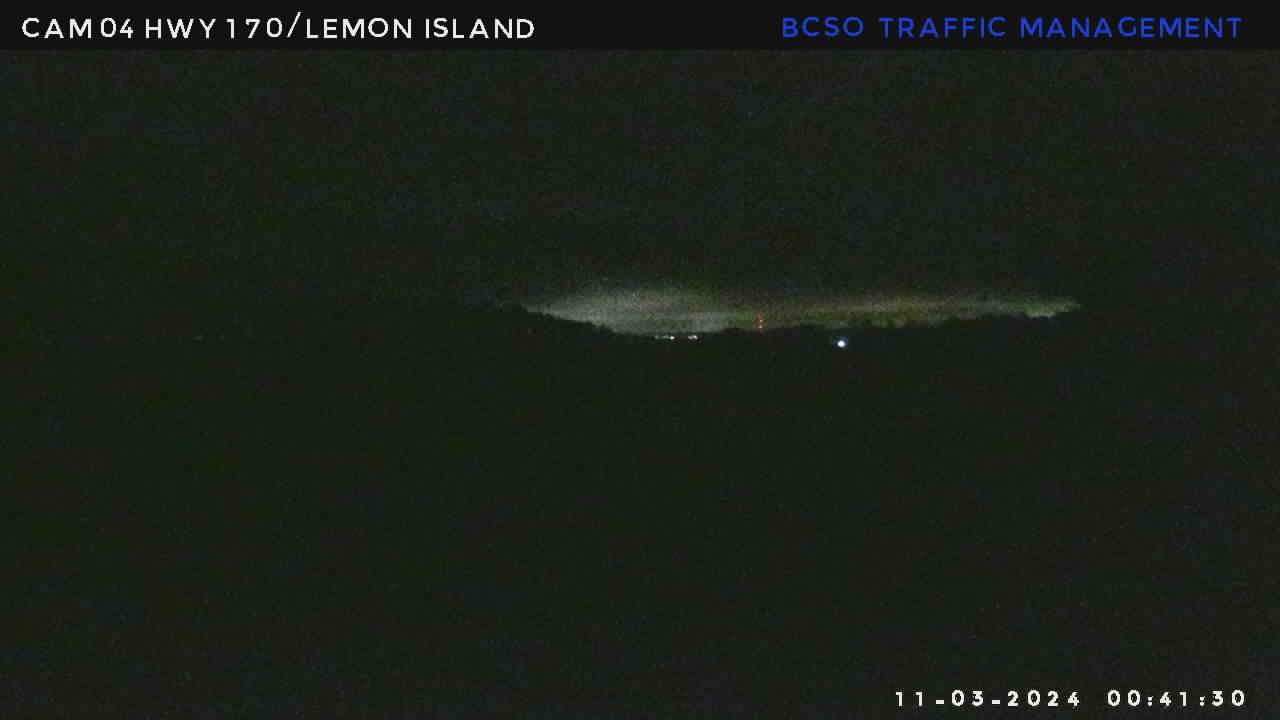 CAM 04 HWY 170/LEMON ISLAND
BCSO TRAFFIC MANAGEMENT
11-03-2024 00:41:30